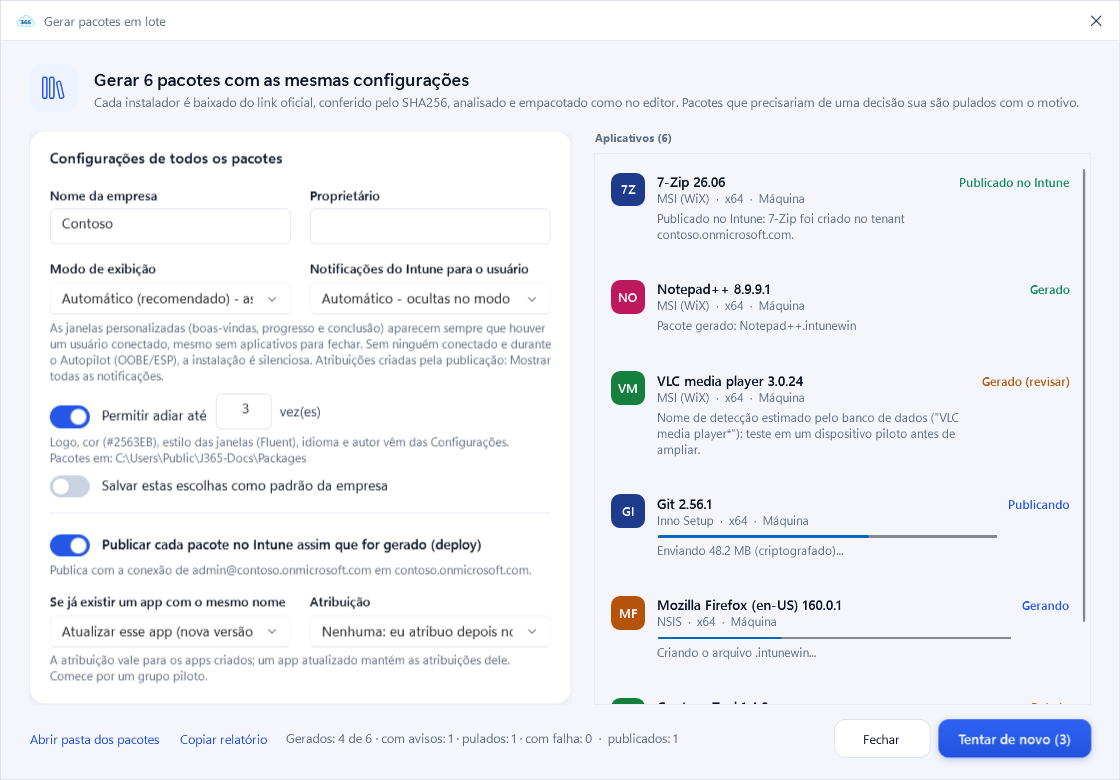 365
Gerar pacotes em lote
Gerar 6 pacotes com as mesmas configurações
Cada instalador é baixado do link oficial, conferido pelo SHA256, analisado e empacotado como no editor. Pacotes que precisariam de uma decisão sua são pulados com o motivo.
Configurações de todos os pacotes
Nome da empresa
Proprietário
Contoso
Modo de exibição
Notificações do Intune para o usuário
Automático (recomendado) - as
Automático - ocultas no modo
As janelas personalizadas (boas-vindas, progresso e conclusão) aparecem sempre que houver
um usuário conectado, mesmo sem aplicativos para fechar. Sem ninguém conectado e durante
o Autopilot (OOBE/ESP), a instalação é silenciosa. Atribuições criadas pela publicação: Mostrar
todas as notificações.
Permitir adiar até 3 vez(es)
Logo, cor (#2563EB), estilo das janelas (Fluent), idioma e autor vêm das Configurações.
Pacotes em: C:\Users\Public\J365-Docs\Packages
Salvar estas escolhas como padrão da empresa
Publicar cada pacote no Intune assim que for gerado (deploy)
Publica com a conexão de admin@contoso.onmicrosoft.com em contoso.onmicrosoft.com.
Se já existir um app com o mesmo nome
Atribuição
Atualizar esse app (nova versão
Nenhuma: eu atribuo depois no
A atribuição vale para os apps criados; um app atualizado mantém as atribuições dele.
Comece por um grupo piloto.
Aplicativos (6)
7Z
7-Zip 26.06
Publicado no Intune
MSI (WiX) · x64 · Máquina
Publicado no Intune: 7-Zip foi criado no tenant
contoso.onmicrosoft.com.
NO
Notepad++ 8.9.9.1
Gerado
MSI (WiX) · x64 · Máquina
Pacote gerado: Notepad++.intunewin
VM
VLC media player 3.0.24
Gerado (revisar)
MSI (WiX) · x64 · Máquina
Nome de detecção estimado pelo banco de dados ("VLC
media player*"): teste em um dispositivo piloto antes de
ampliar.
GI
Git 2.56.1
Publicando
Inno Setup · x64 · Máquina
Enviando 48.2 MB (criptografado)...
MF
Mozilla Firefox (en-US) 160.0.1
Gerando
NSIS · x64 · Máquina
Criando o arquivo .intunewin...
Abrir pasta dos pacotes
Copiar relatório
Gerados: 4 de 6 · com avisos: 1 · pulados: 1 · com falha: 0 · publicados: 1
Fechar
Tentar de novo (3)